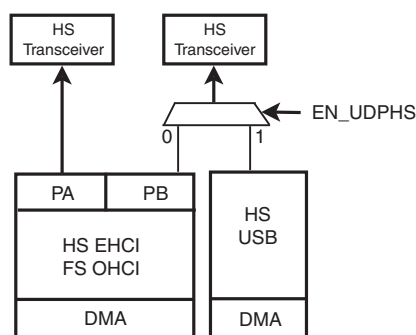 HS
Transceiver
HS
Transceiver
EN_UDPHS
0
1
PA
PB
HS EHCI
FS OHCI
DMA
HS
USB
DMA